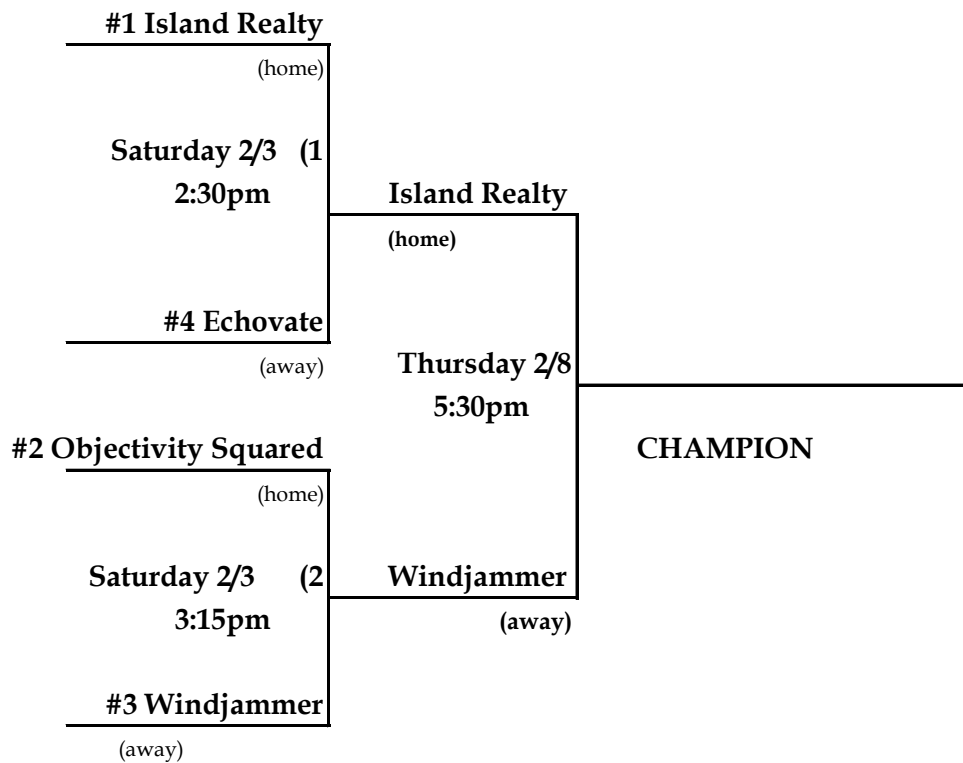 #1 Island Realty
(home)
Saturday 2/3 (1
2:30pm
Island Realty
(home)
#4 Echovate
(away)
Thursday 2/8
5:30pm
#2 Objectivity Squared
CHAMPION
(home)
Saturday 2/3 (2
3:15pm
Windjammer
(away)
#3 Windjammer
(away)